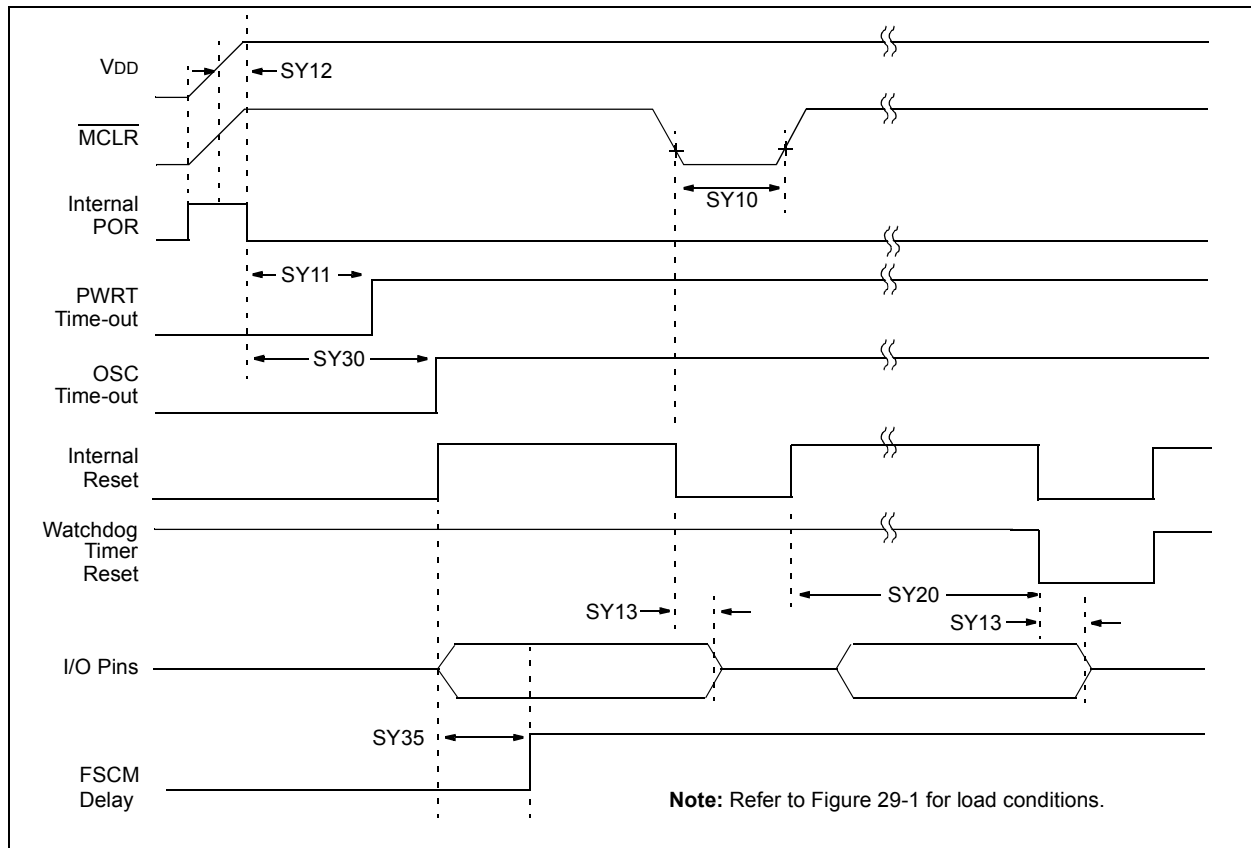 VDD
SY12
MCLR
SY10
Internal
POR
SY11
PWRT
Time-out
SY30
OSC
Time-out
Internal
Reset
Watchdog
Timer
Reset
SY20
SY13
SY13
I/O Pins
SY35
FSCM
Delay
Note: Refer to Figure 29-1 for load conditions.